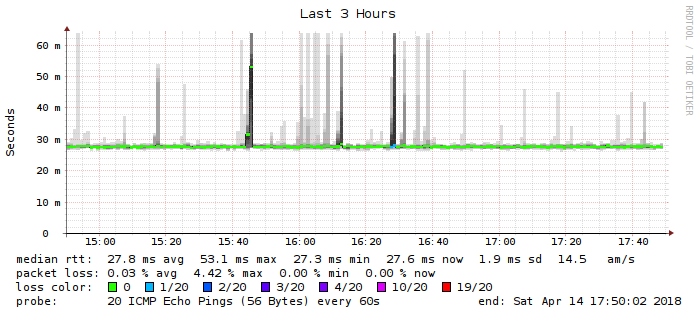 Last 3 Hours
RRDTOOL / TOBI OETIKER
Seconds
60 m
50 m
40 m
30 m
20 m
10 m
0
15:00 15:20 15:40 16:00 16:20 16:40 17:00 17:20 17:40
median rtt: 27.8 ms avg 53.1 ms max 27.3 ms min 27.6 ms now 1.9 ms sd 14.5 am/s
packet loss: 0.03 % avg 4.42 % max 0.00 % min 0.00 % now
loss color: 0 1/20 2/20 3/20 4/20 10/20 19/20
probe: 20 ICMP Echo Pings (56 Bytes) every 60s end: Sat Apr 14 17:50:02 2018